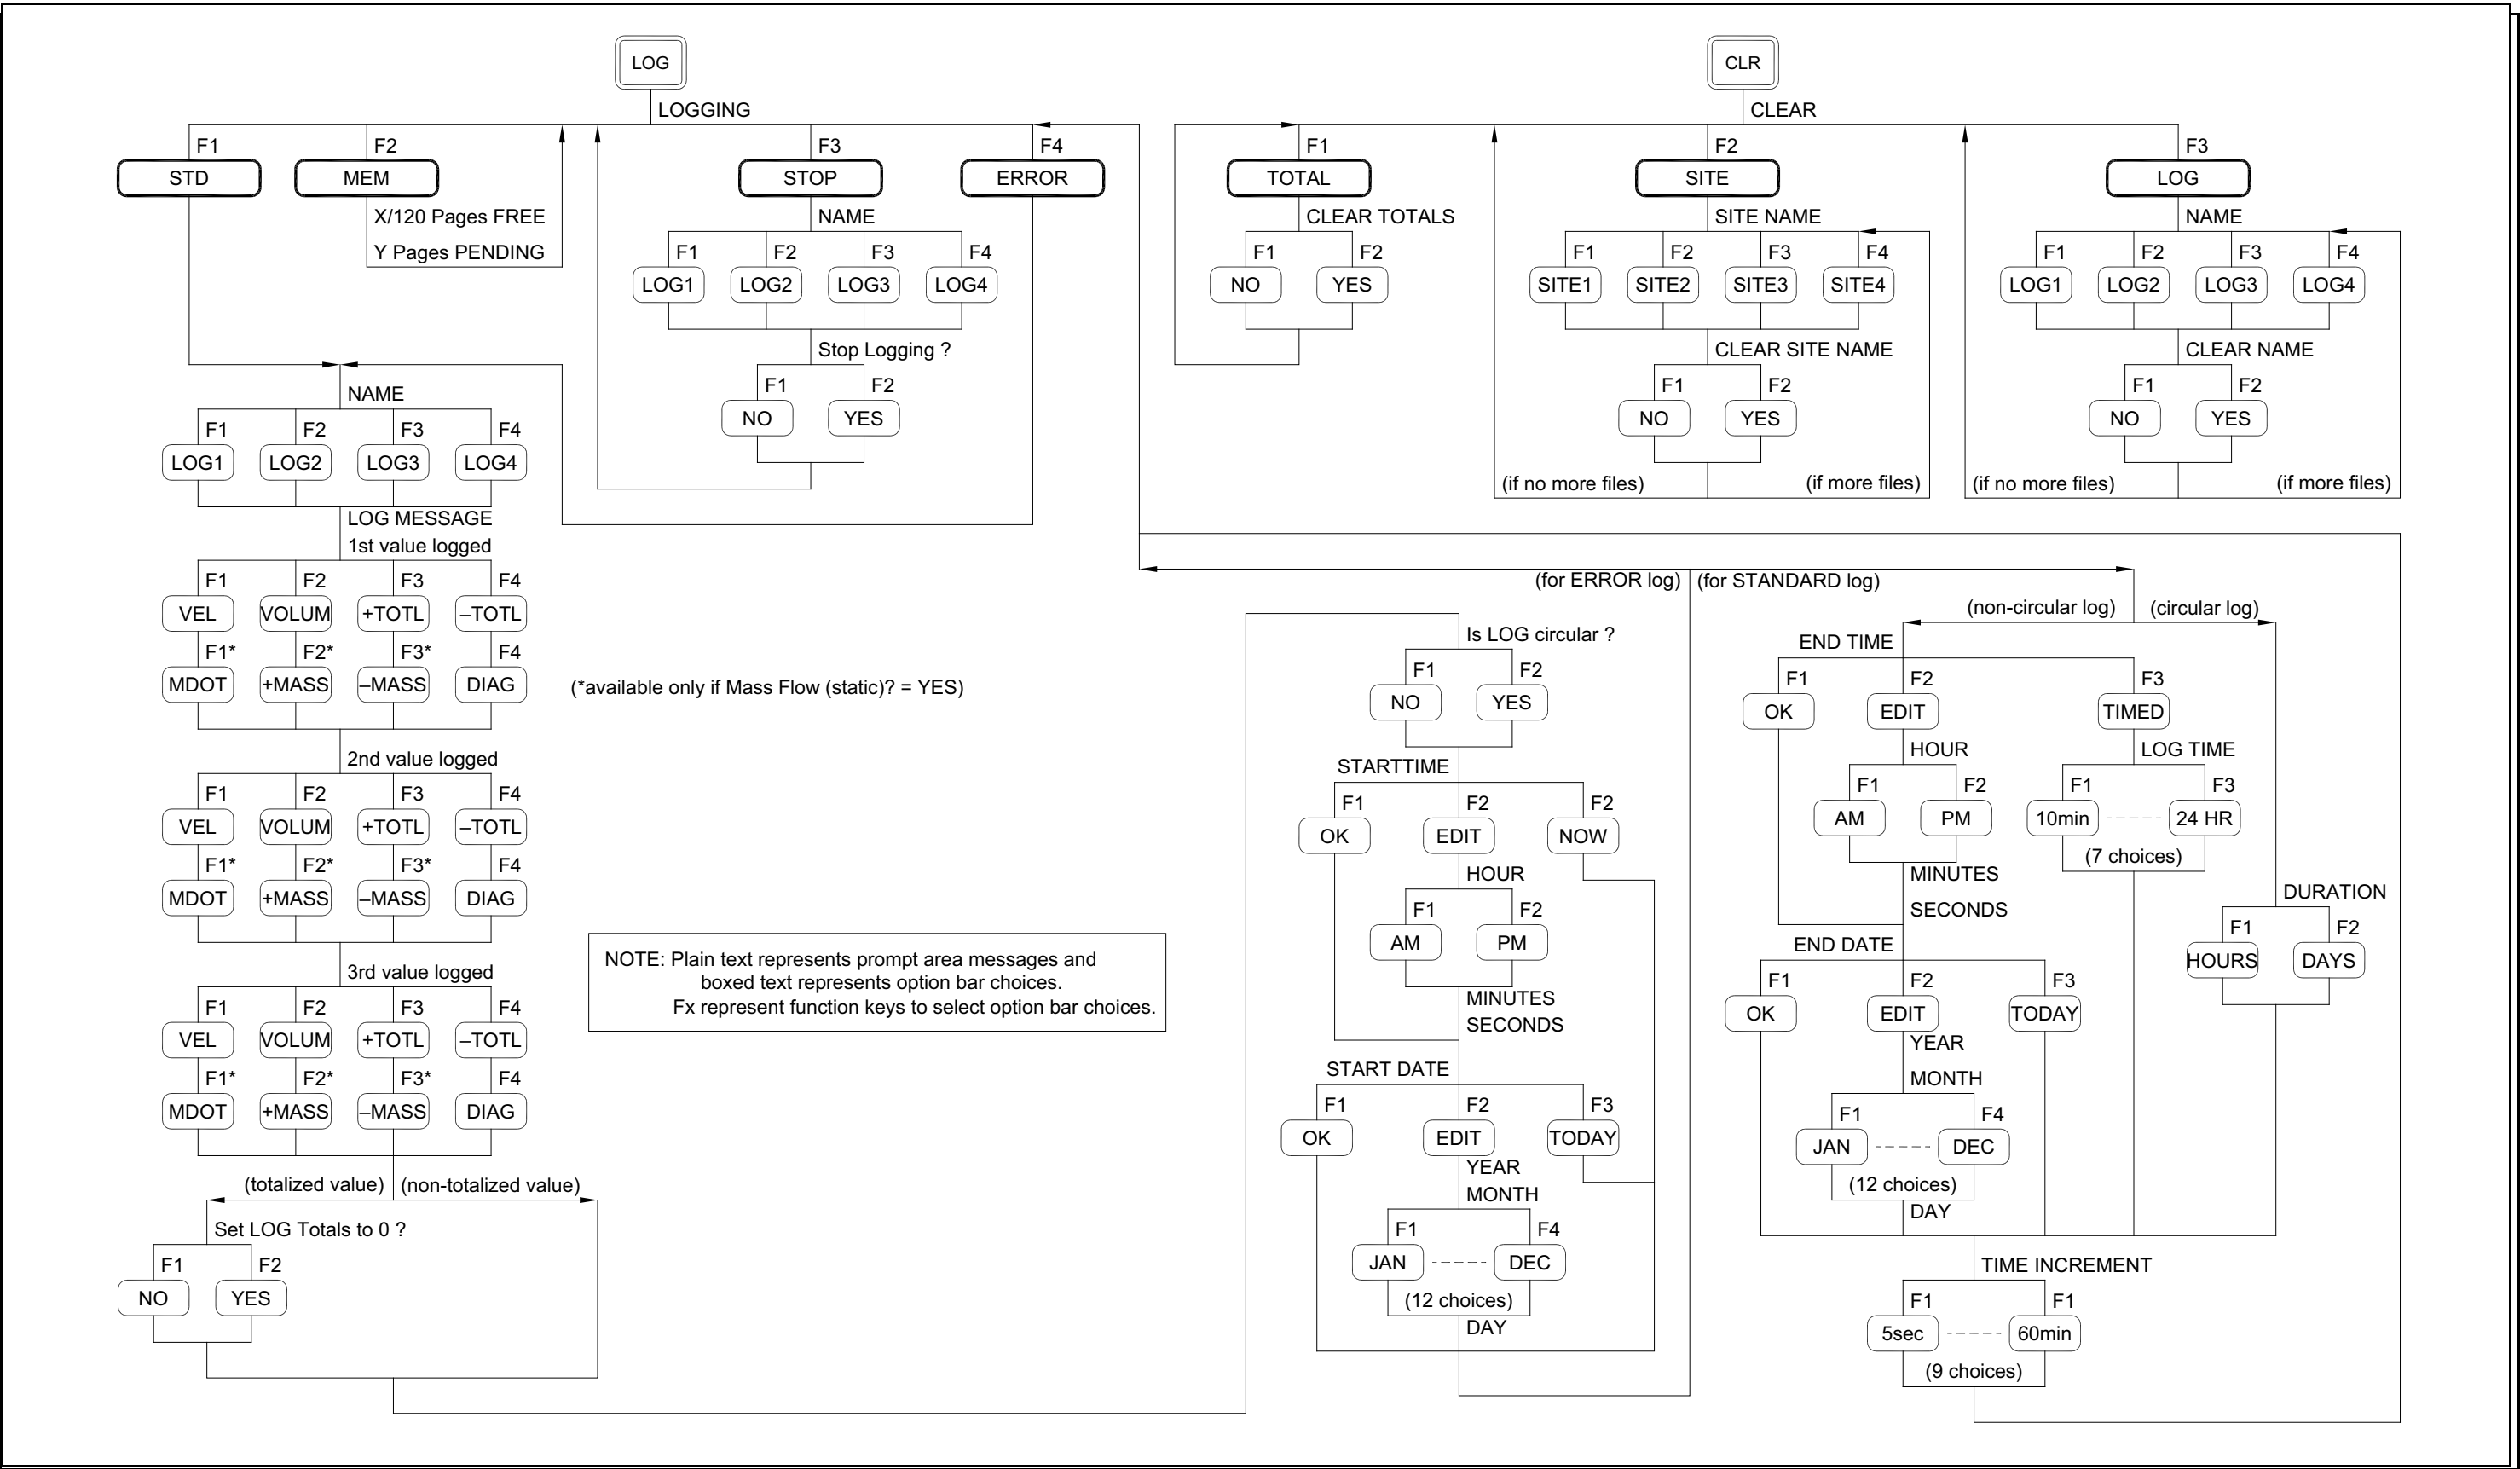 LOG
LOGGING
F1 F2 F3 F4
STD MEM STOP ERROR
X/120 Pages FREE
Y Pages PENDING
NAME
F1 F2 F3 F4
LOG1 LOG2 LOG3 LOG4
Stop Logging ?
F1 F2
NO YES
NAME
F1 F2 F3 F4
LOG1 LOG2 LOG3 LOG4
LOG MESSAGE
1st value logged
F1 F2 F3 F4
VEL VOLUM +TOTL –TOTL
F1* F2* F3* F4
MDOT +MASS –MASS DIAG
(*available only if Mass Flow (static)? = YES)
2nd value logged
F1 F2 F3 F4
VEL VOLUM +TOTL –TOTL
F1* F2* F3* F4
MDOT +MASS –MASS DIAG
3rd value logged
F1 F2 F3 F4
VEL VOLUM +TOTL –TOTL
F1* F2* F3* F4
MDOT +MASS –MASS DIAG
(totalized value) (non-totalized value)
Set LOG Totals to 0 ?
F1 F2
NO YES
NOTE: Plain text represents prompt area messages and
boxed text represents option bar choices.
Fx represent function keys to select option bar choices.
CLR
CLEAR
F1 F2 F3
TOTAL SITE LOG
CLEAR TOTALS
F1 F2
NO YES
SITE NAME
F1 F2 F3 F4
SITE1 SITE2 SITE3 SITE4
CLEAR SITE NAME
F1 F2
NO YES
(if no more files) (if more files)
NAME
F1 F2 F3 F4
LOG1 LOG2 LOG3 LOG4
CLEAR NAME
F1 F2
NO YES
(if no more files) (if more files)
(for ERROR log) (for STANDARD log)
Is LOG circular ?
F1 F2
NO YES
STARTTIME
F1 F2 F2
OK EDIT NOW
HOUR
F1 F2
AM PM
MINUTES
SECONDS
START DATE
F1 F2 F3
OK EDIT TODAY
YEAR
MONTH
F1 F4
JAN DEC
(12 choices)
DAY
(non-circular log) (circular log)
END TIME
F1 F2 F3
OK EDIT TIMED
HOUR
F1 F2
AM PM
MINUTES
SECONDS
LOG TIME
F1 F3
10min 24 HR
(7 choices)
DURATION
F1 F2
HOURS DAYS
END DATE
F1 F2 F3
OK EDIT TODAY
YEAR
MONTH
F1 F4
JAN DEC
(12 choices)
DAY
TIME INCREMENT
F1 F1
5sec 60min
(9 choices)